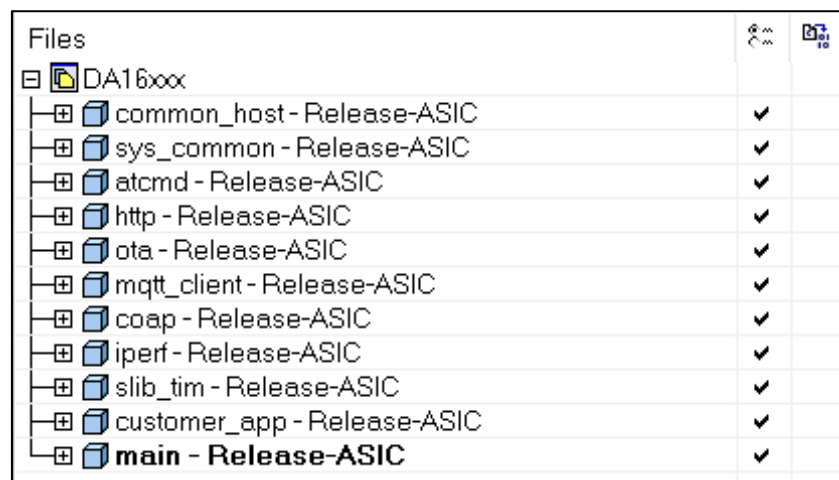 Files
DA16xxx
common_host - Release-ASIC
sys_common - Release-ASIC
atcmd - Release-ASIC
http - Release-ASIC
ota - Release-ASIC
mqtt_client - Release-ASIC
coap - Release-ASIC
iperf - Release-ASIC
slib_tim - Release-ASIC
customer_app - Release-ASIC
main - Release-ASIC